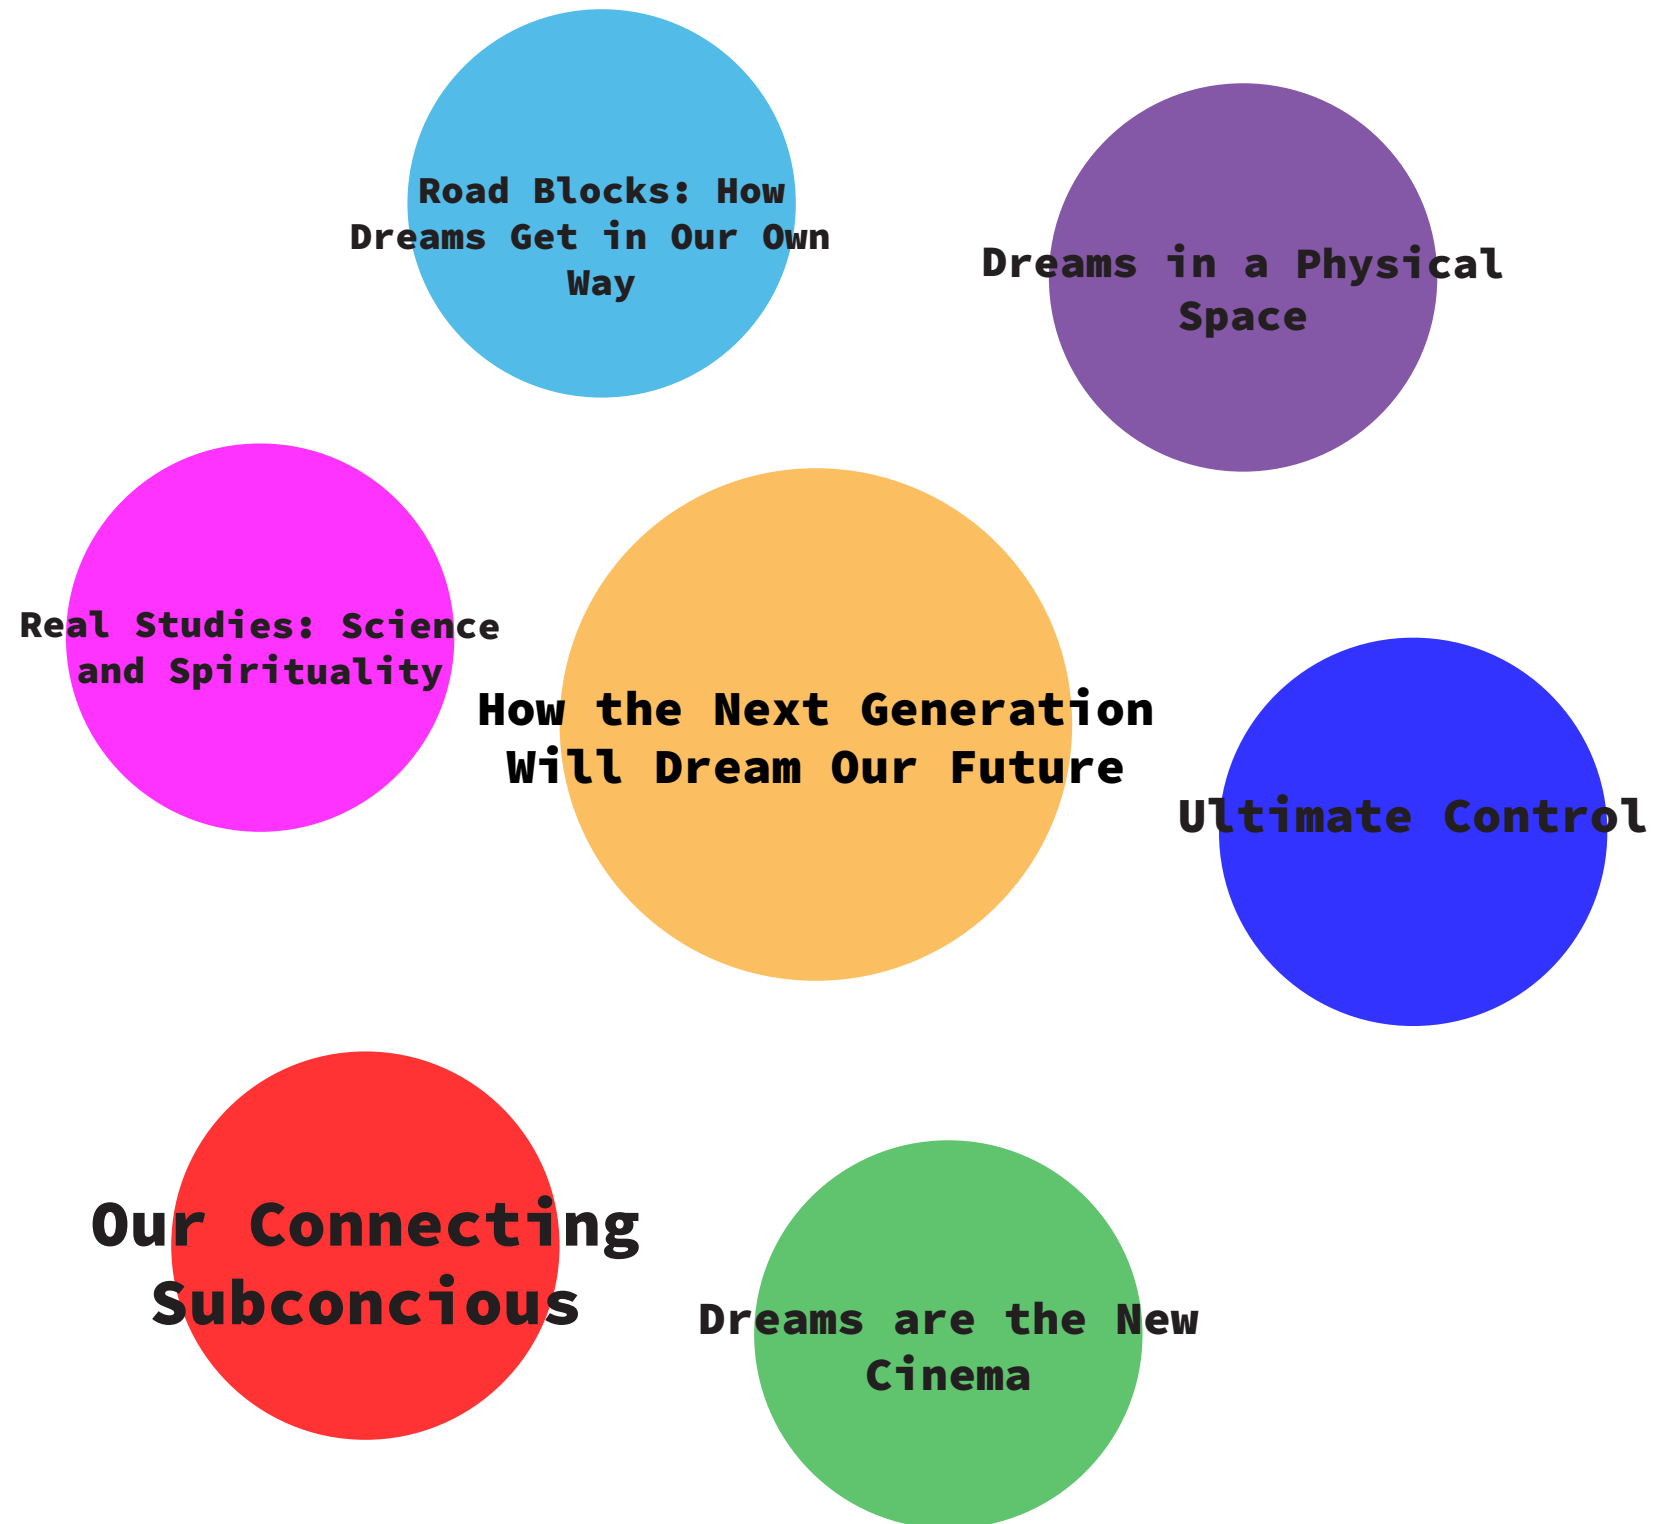 Road Blocks: How
Dreams Get in Our Own
Way
Dreams in a Physical
Space
Real Studies: Science
and Spirituality
How the Next Generation
Will Dream Our Future
Ultimate Control
Our Connecting
Subconcious
Dreams are the New
Cinema